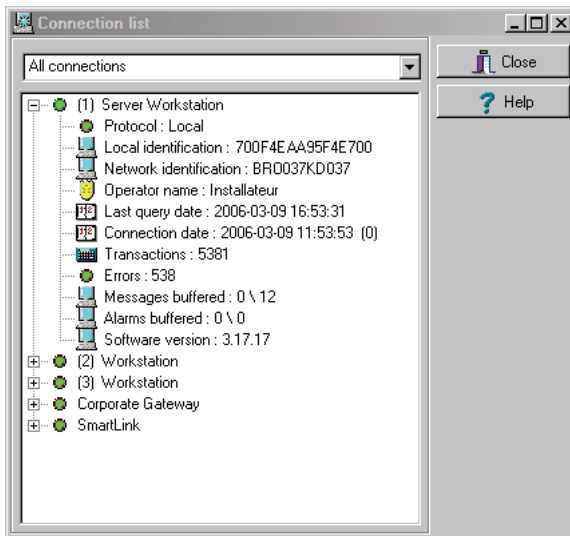 Connection list
All connections
Close
Help
(1) Server Workstation
Protocol : Local
Local identification : 700F4EAA95F4E700
Network identification : BRO037KD037
Operator name : Installateur
Last query date : 2006-03-09 16:53:31
Connection date : 2006-03-09 11:53:53 (0)
Transactions : 5381
Errors : 538
Messages buffered : 0 \ 12
Alarms buffered : 0 \ 0
Software version : 3.17.17
(2) Workstation
(3) Workstation
Corporate Gateway
SmartLink